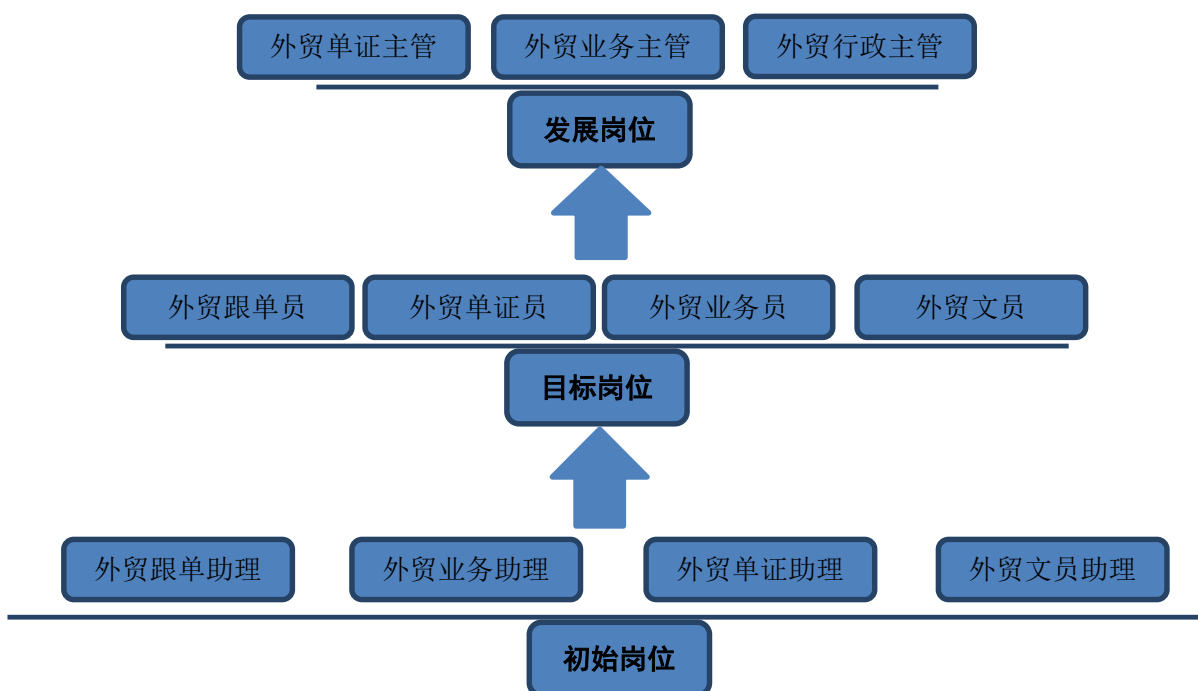 外贸单证主管 外贸业务主管 外贸行政主管
发展岗位
外贸跟单员 外贸单证员 外贸业务员 外贸文员
目标岗位
外贸跟单助理 外贸业务助理 外贸单证助理 外贸文员助理
初始岗位